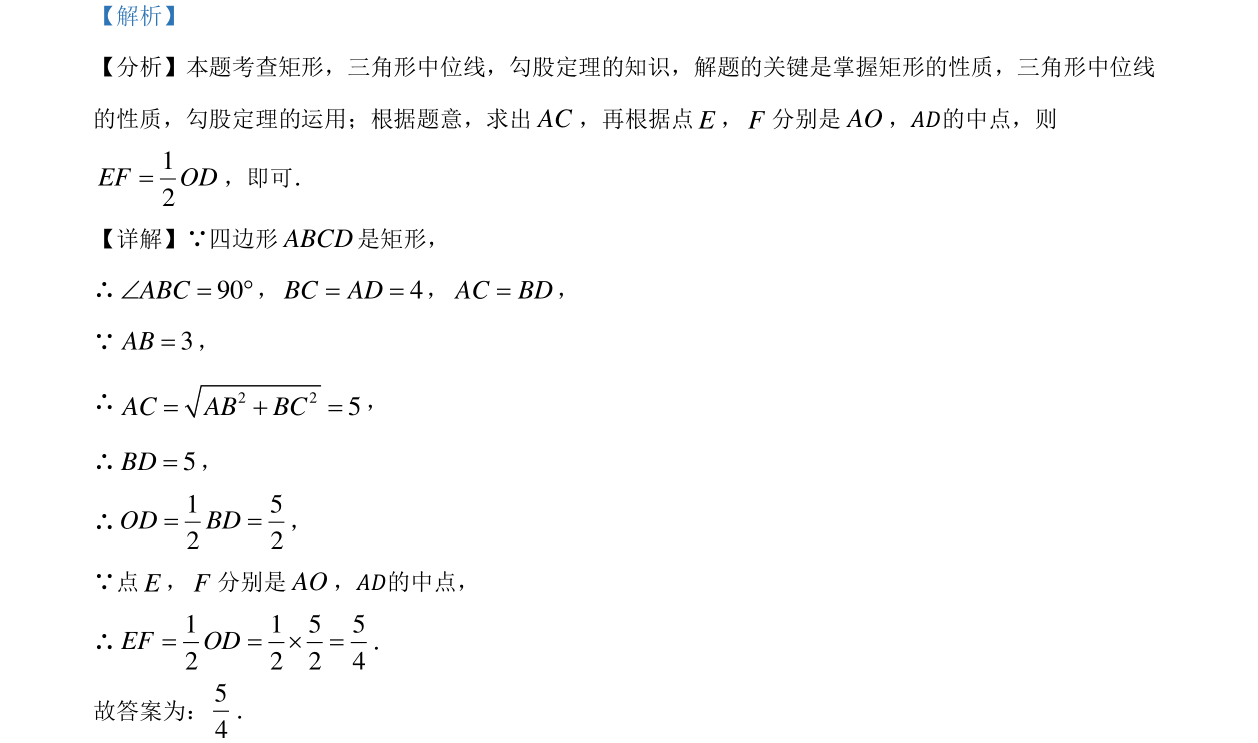 【解析】
【分析】本题考查矩形，三角形中位线，勾股定理的知识，解题的关键是掌握矩形的性质，三角形中位线
的性质，勾股定理的运用；根据题意，求出 AC ，再根据点 E ， F 分别是 AO ，AD的中点，则
EF = 1/2 OD ，即可．
【详解】∵四边形 ABCD 是矩形，
∴ ∠ABC = 90°， BC = AD = 4， AC = BD，
∵ AB = 3，
∴ AC = √(AB² + BC²) = 5，
∴ BD = 5，
∴ OD = 1/2 BD = 5/2，
∵点 E ， F 分别是 AO ，AD的中点，
∴ EF = 1/2 OD = 1/2 × 5/2 = 5/4．
故答案为：5/4．